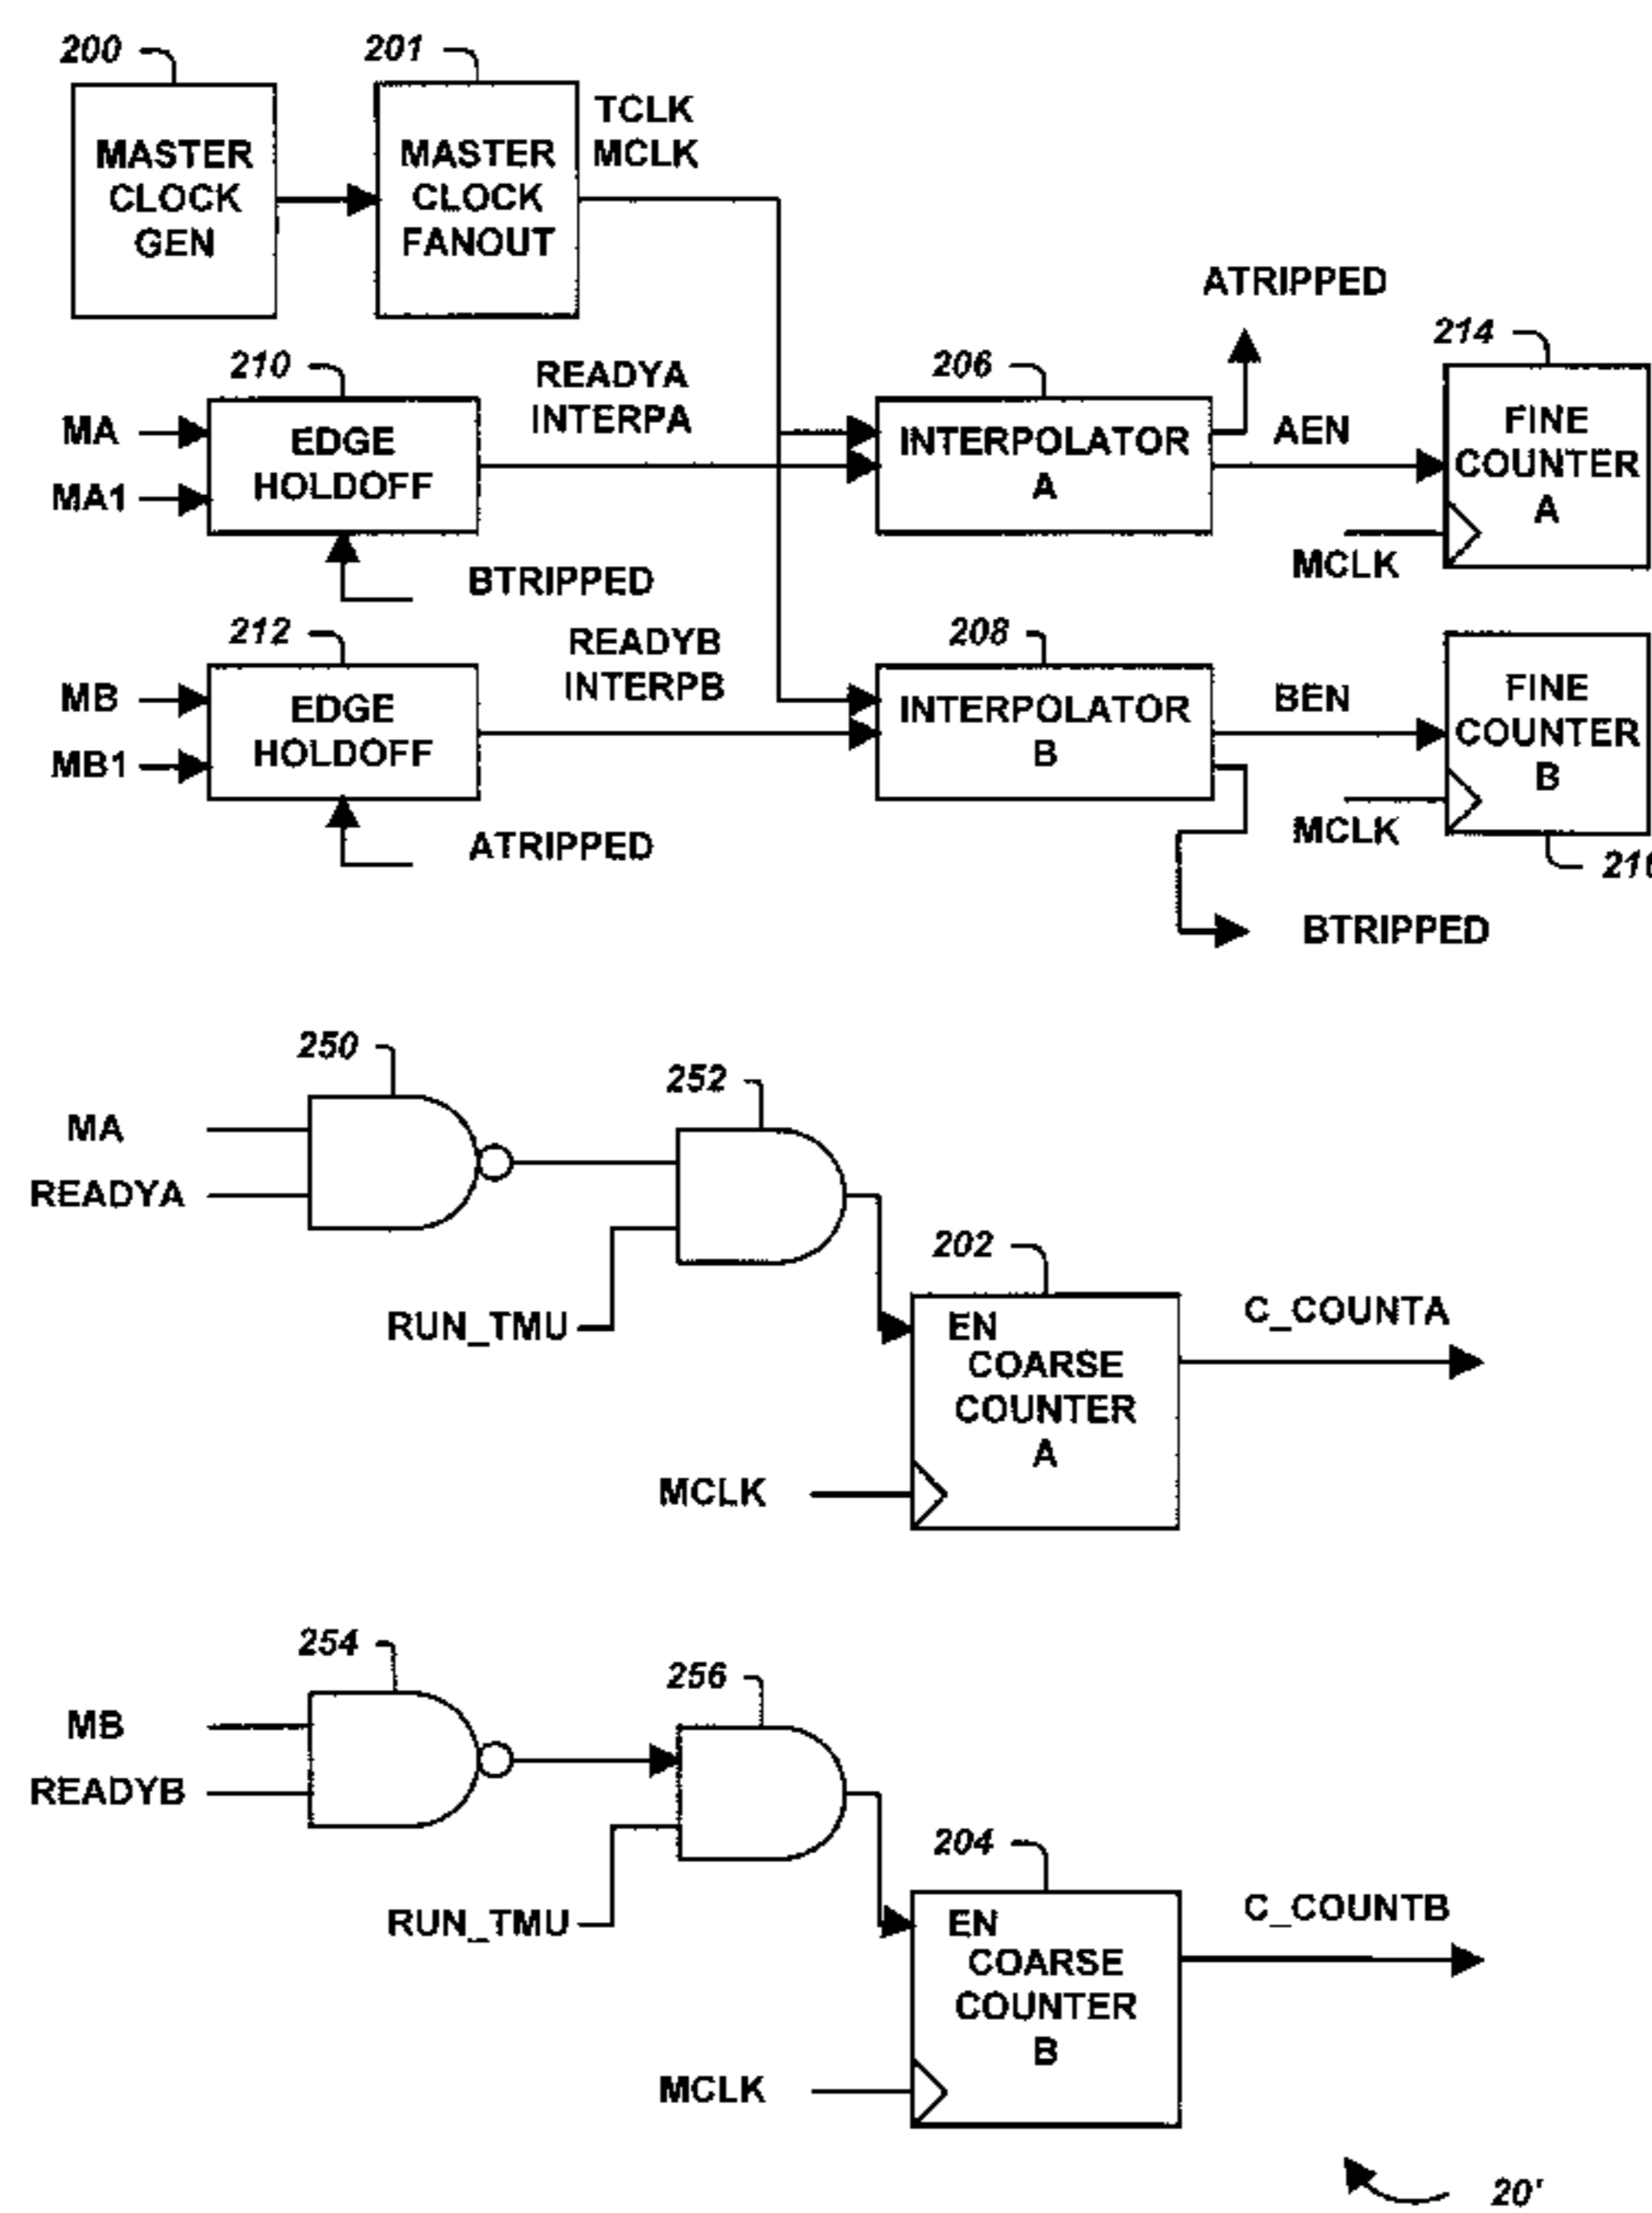 200
201
MASTER
CLOCK
GEN
MASTER
CLOCK
FANOUT
TCLK
MCLK
ATRIPPED
210
READYA
INTERPA
206
214
MA
MA1
EDGE
HOLDOFF
INTERPOLATOR
A
AEN
FINE
COUNTER
A
MCLK
BTRIPPED
212
READYB
INTERPB
208
MB
MB1
EDGE
HOLDOFF
INTERPOLATOR
B
BEN
FINE
COUNTER
B
MCLK
ATRIPPED
BTRIPPED
250
252
MA
READYA
RUN_TMU
202
EN
COARSE
COUNTER
A
C_COUNTA
MCLK
254
256
MB
READYB
RUN_TMU
204
EN
COARSE
COUNTER
B
C_COUNTB
MCLK
20'